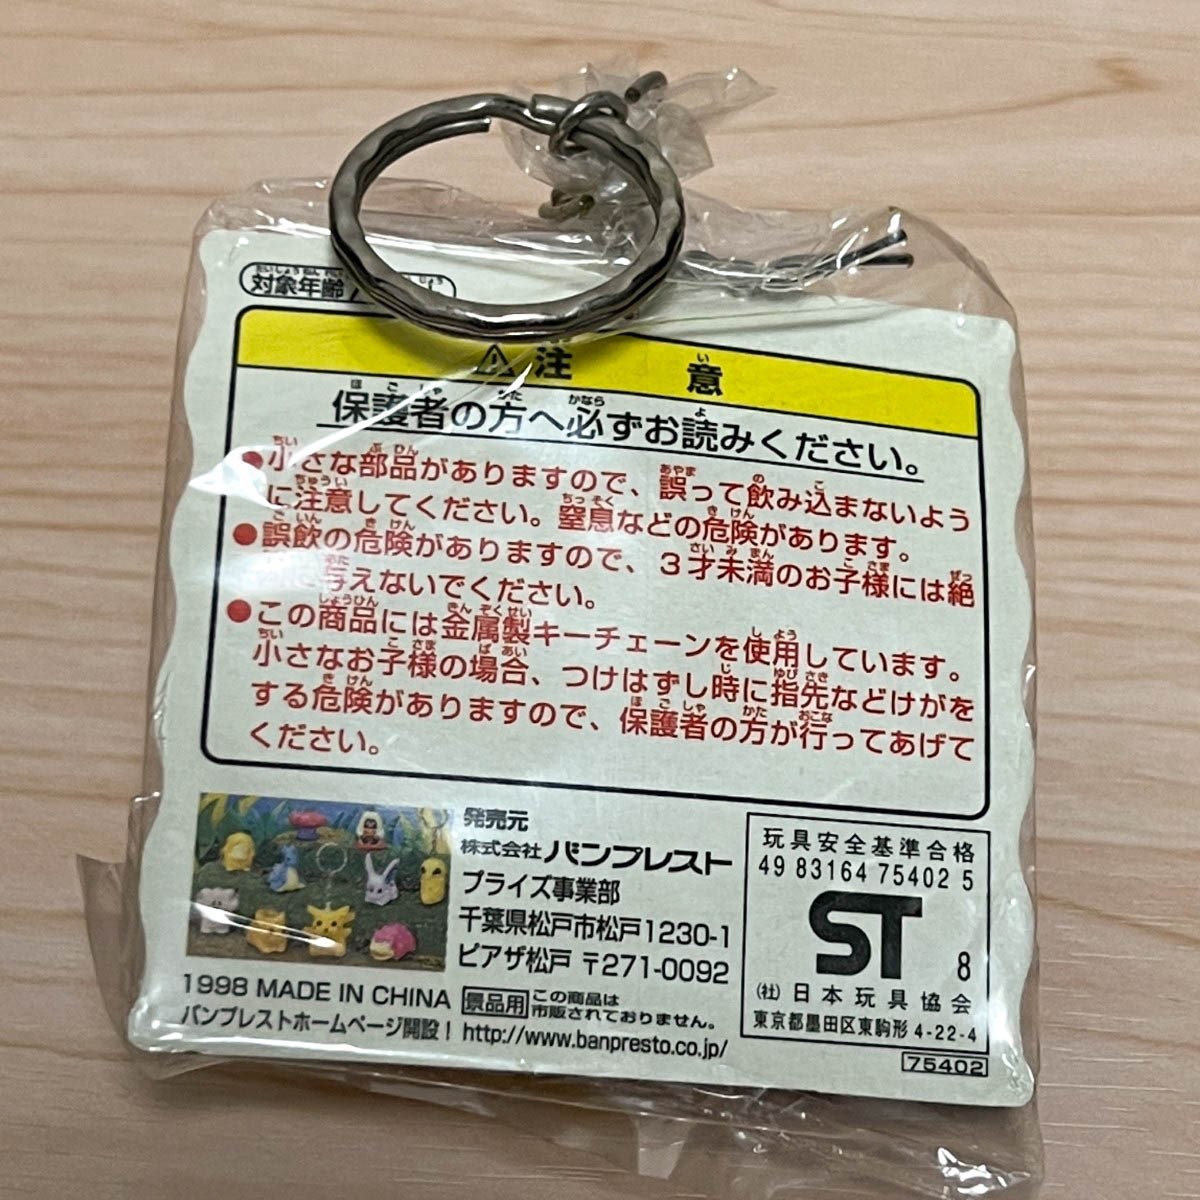 対象年齢
注意
保護者の方へ必ずお読みください。
●小さな部品がありますので、誤って飲み込まないよう
に注意してください。窒息などの危険があります。
●誤飲の危険がありますので、3才未満のお子様には絶
対に与えないでください。
●この商品には金属製キーチェーンを使用しています。
小さなお子様の場合、つけはずし時に指先などけがを
する危険がありますので、保護者の方が行ってあげて
ください。
発売元
株式会社バンプレスト
プライズ事業部
千葉県松戸市松戸1230-1
ピアザ松戸 〒271-0092
1998 MADE IN CHINA
景品用 この商品は
市販されておりません。
バンプレストホームページ開設! http://www.banpresto.co.jp/
玩具安全基準合格
49 83164 75402 5
ST 8
(社)日本玩具協会
東京都墨田区東駒形 4-22-4
75402